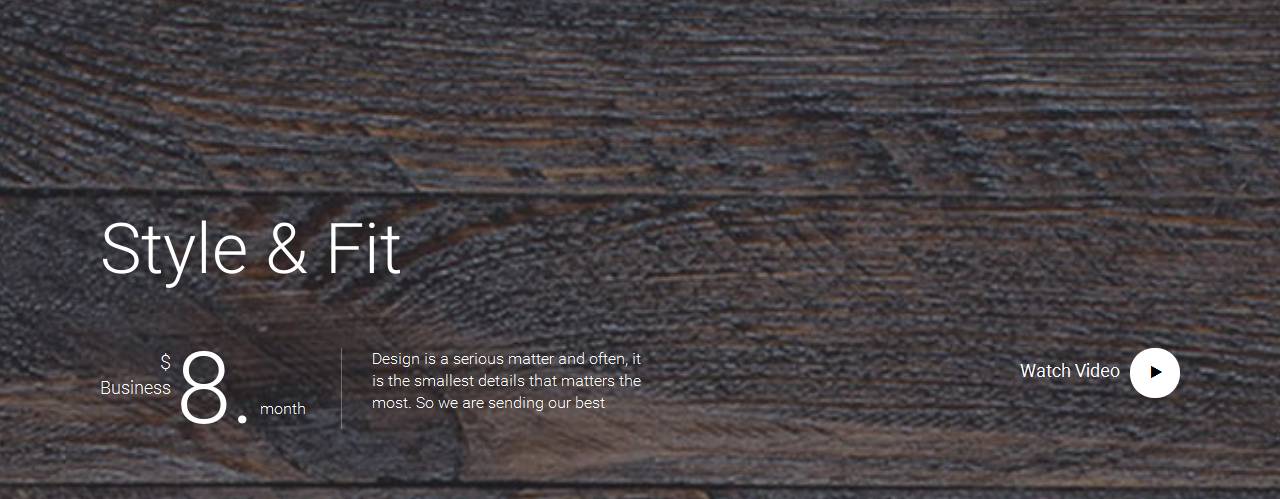 Style & Fit
$
Business
8.
month
Design is a serious matter and often, it
is the smallest details that matters the
most. So we are sending our best
Watch Video